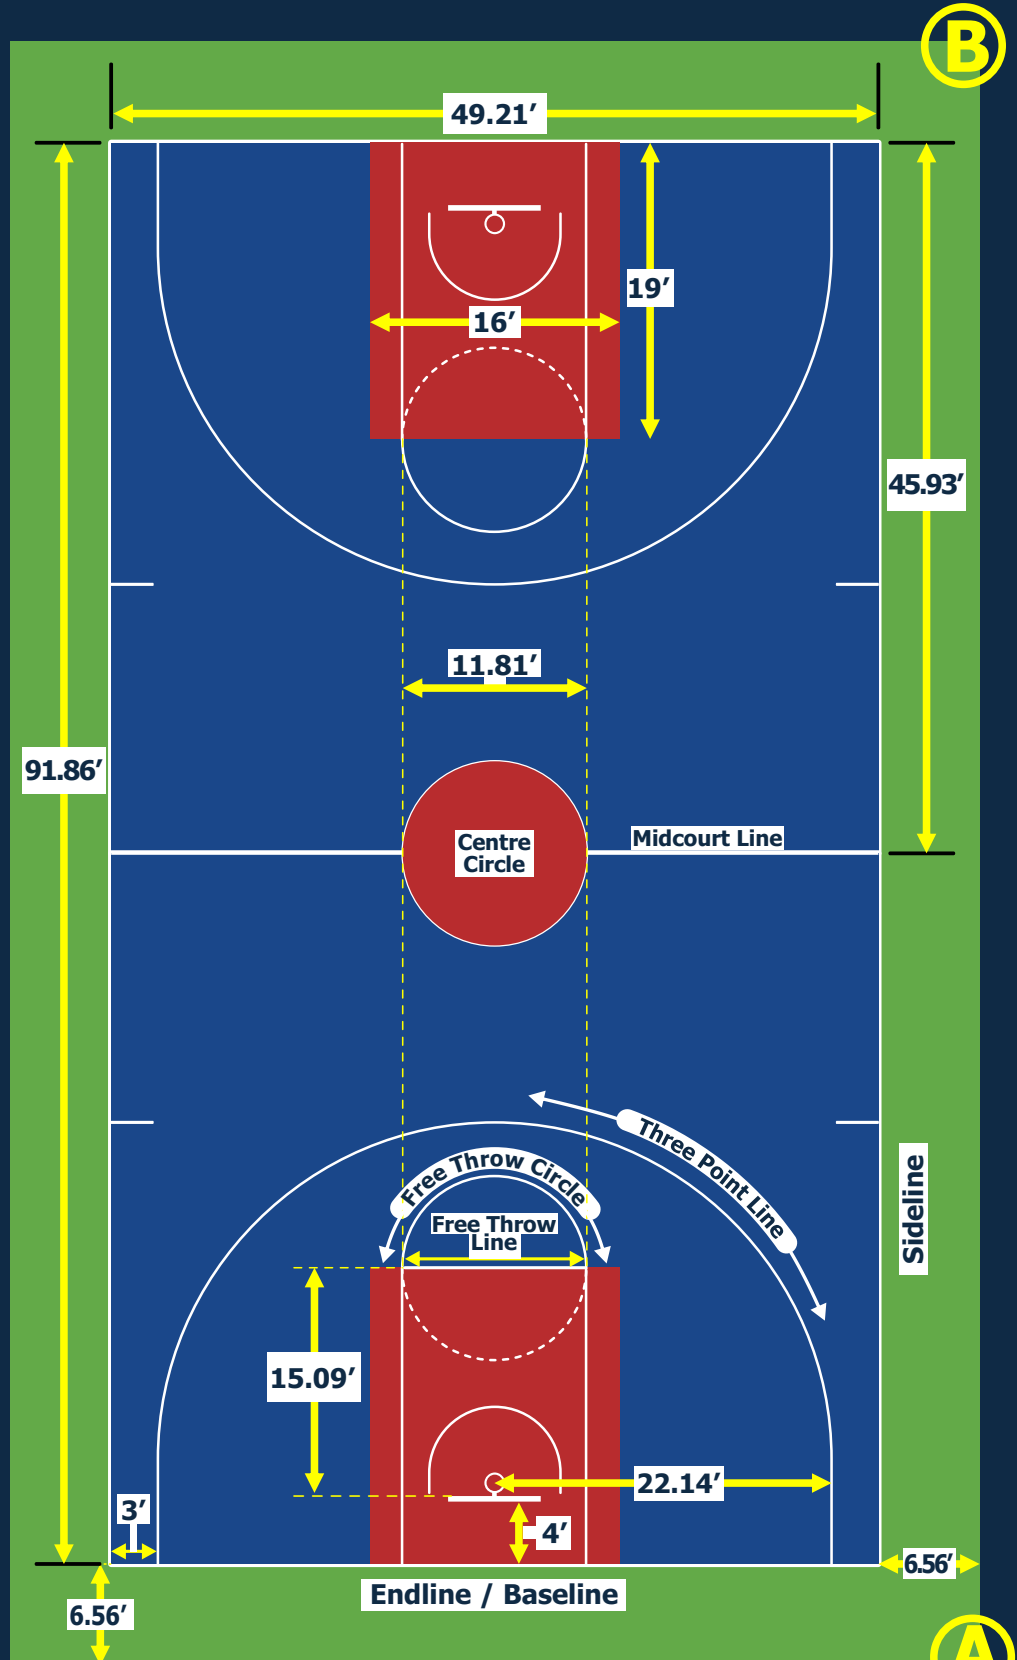 B
49.21’
19’
16’
45.93’
11.81’
91.86’
Midcourt Line
Centre
Circle
Three Point Line
Free Throw Circle
Sideline
Free Throw
Line
15.09’
22.14’
3’
4’
6.56’
Endline / Baseline
6.56’
A